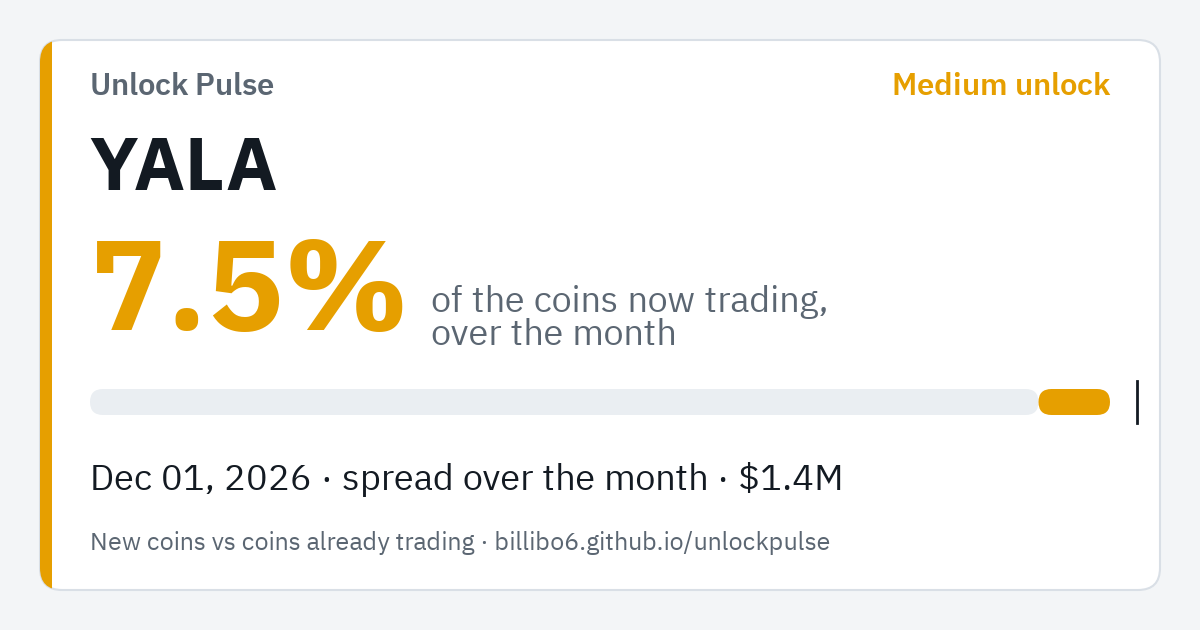 Unlock Pulse
Medium unlock
YALA
7.5%
of the coins now trading,
over the month
Dec 01, 2026 · spread over the month · $1.4M
New coins vs coins already trading · billibo6.github.io/unlockpulse